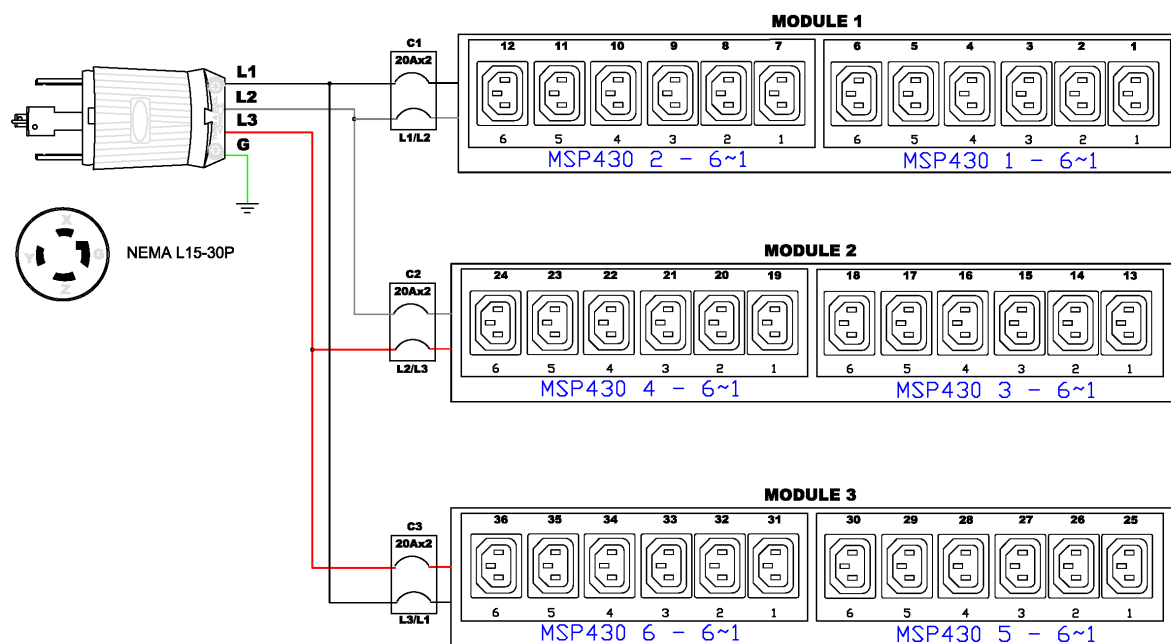 MODULE 1
C1
20Ax2
L1/L2
12 11 10 9 8 7 6 5 4 3 2 1
6 5 4 3 2 1 6 5 4 3 2 1
MSP430 2 - 6~1 MSP430 1 - 6~1
L1
L2
L3
G
X
Y G
Z
NEMA L15-30P
MODULE 2
C2
20Ax2
L2/L3
24 23 22 21 20 19 18 17 16 15 14 13
6 5 4 3 2 1 6 5 4 3 2 1
MSP430 4 - 6~1 MSP430 3 - 6~1
MODULE 3
C3
20Ax2
L3/L1
36 35 34 33 32 31 30 29 28 27 26 25
6 5 4 3 2 1 6 5 4 3 2 1
MSP430 6 - 6~1 MSP430 5 - 6~1